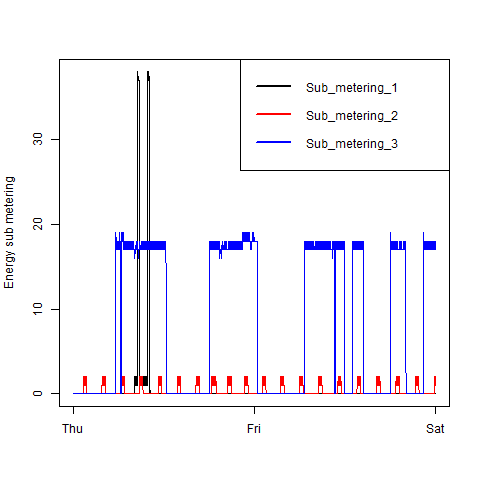 Sub_metering_1
Sub_metering_2
Sub_metering_3
Energy sub metering
30
20
10
0
Thu
Fri
Sat